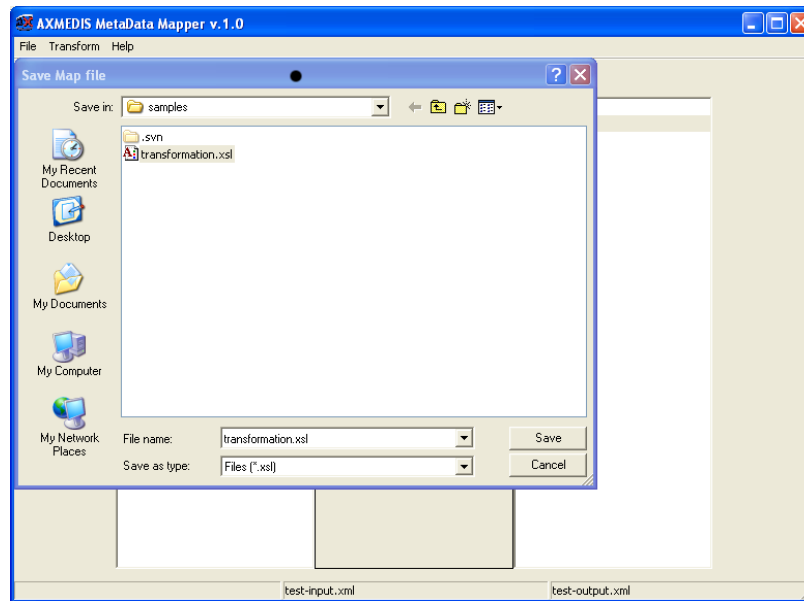 AXMEDIS MetaData Mapper v.1.0
File Transform Help
Save Map file
Save in: samples
.svn
transformation.xsl
My Recent
Documents
Desktop
My Documents
My Computer
My Network
Places
File name: transformation.xsl Save
Save as type: Files (*.xsl) Cancel
test-input.xml test-output.xml